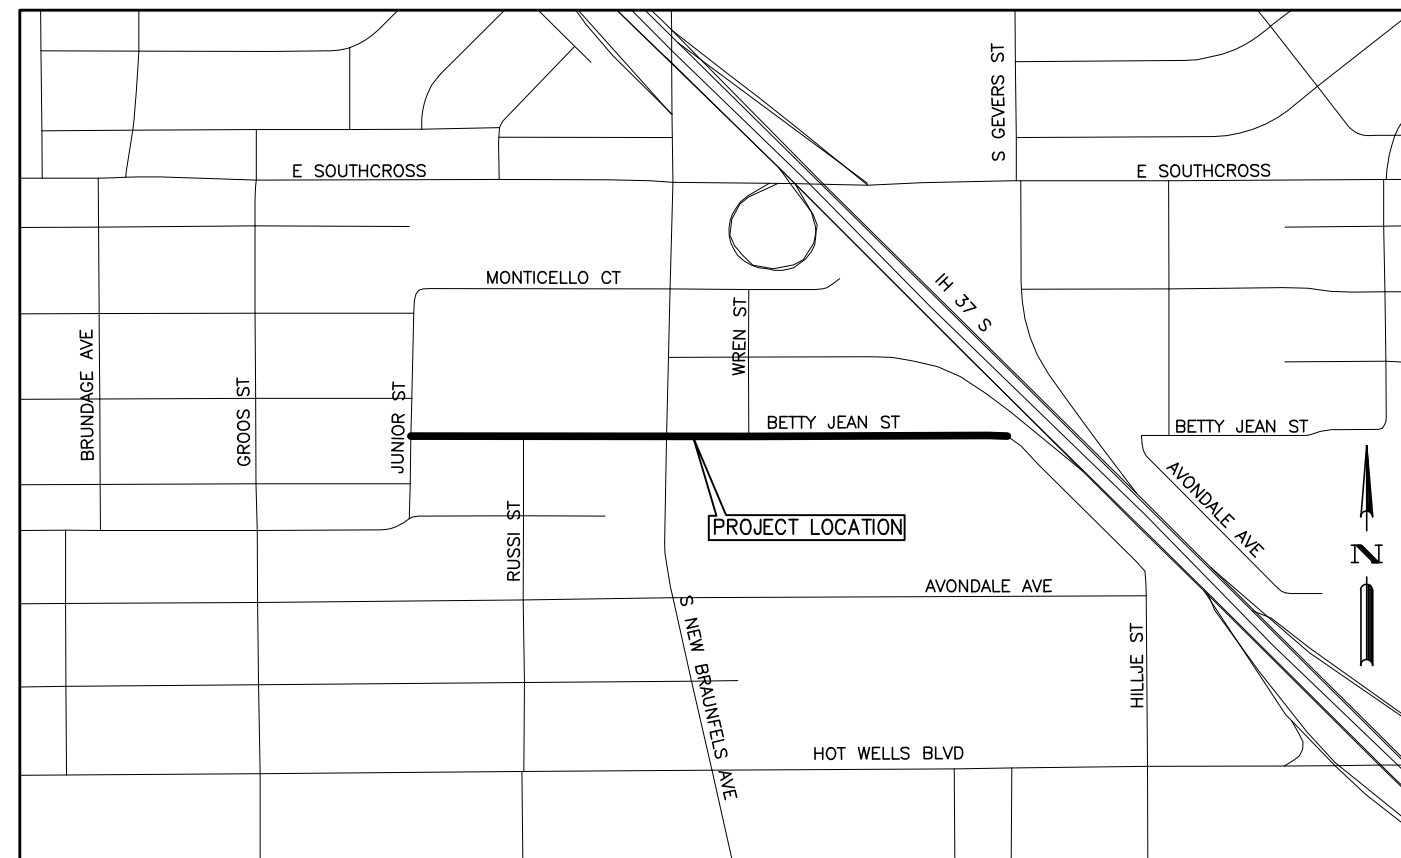 S GEVERS ST
E SOUTHCROSS
E SOUTHCROSS
MONTICELLO CT
IH 37 S
WREN ST
BRUNDAGE AVE
GROOS ST
JUNIOR ST
BETTY JEAN ST
BETTY JEAN ST
AVONDALE AVE
RUSSI ST
PROJECT LOCATION
N
AVONDALE AVE
S NEW BRAUNFELS AVE
HILLJE ST
HOT WELLS BLVD